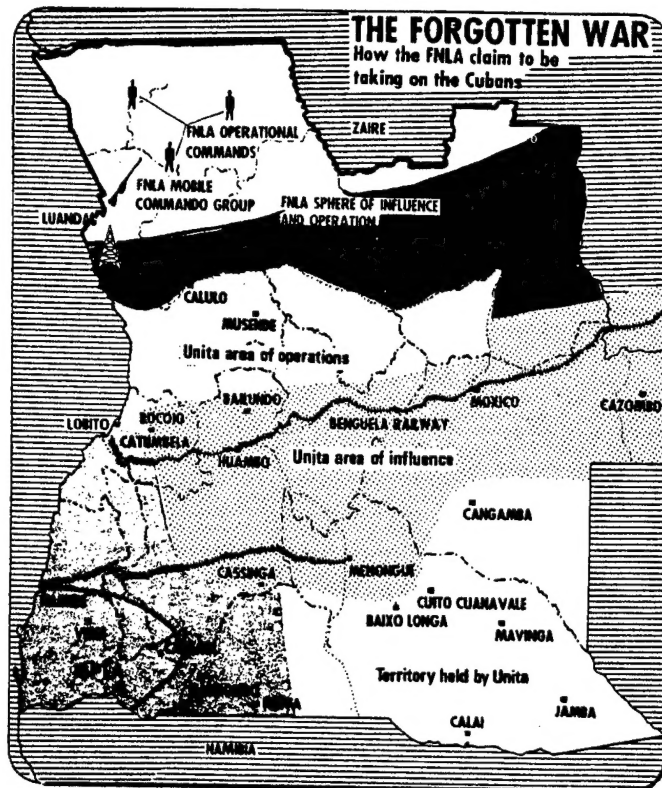 THE FORGOTTEN WAR
How the FNLA claim to be
taking on the Cubans
ZAIRE
FNLA OPERATIONAL
COMMANDS
FNLA MOBILE
COMMANDO GROUP
LUANDA
FNLA SPHERE OF INFLUENCE
AND OPERATION
CALULO
MUSENDE
Unita area of operations
BAILUNDO
MOXICO
CAZOMBO
LOBITO
BOCOIO
BENGUELA RAILWAY
CATUMBELA
HUAMBO
Unita area of influence
CANGAMBA
CASSINGA
MENONGUE
CUITO CUANAVALE
BAIXO LONGA
MAVINGA
Territory held by Unita
JAMBA
CALAI
NAMIBIA